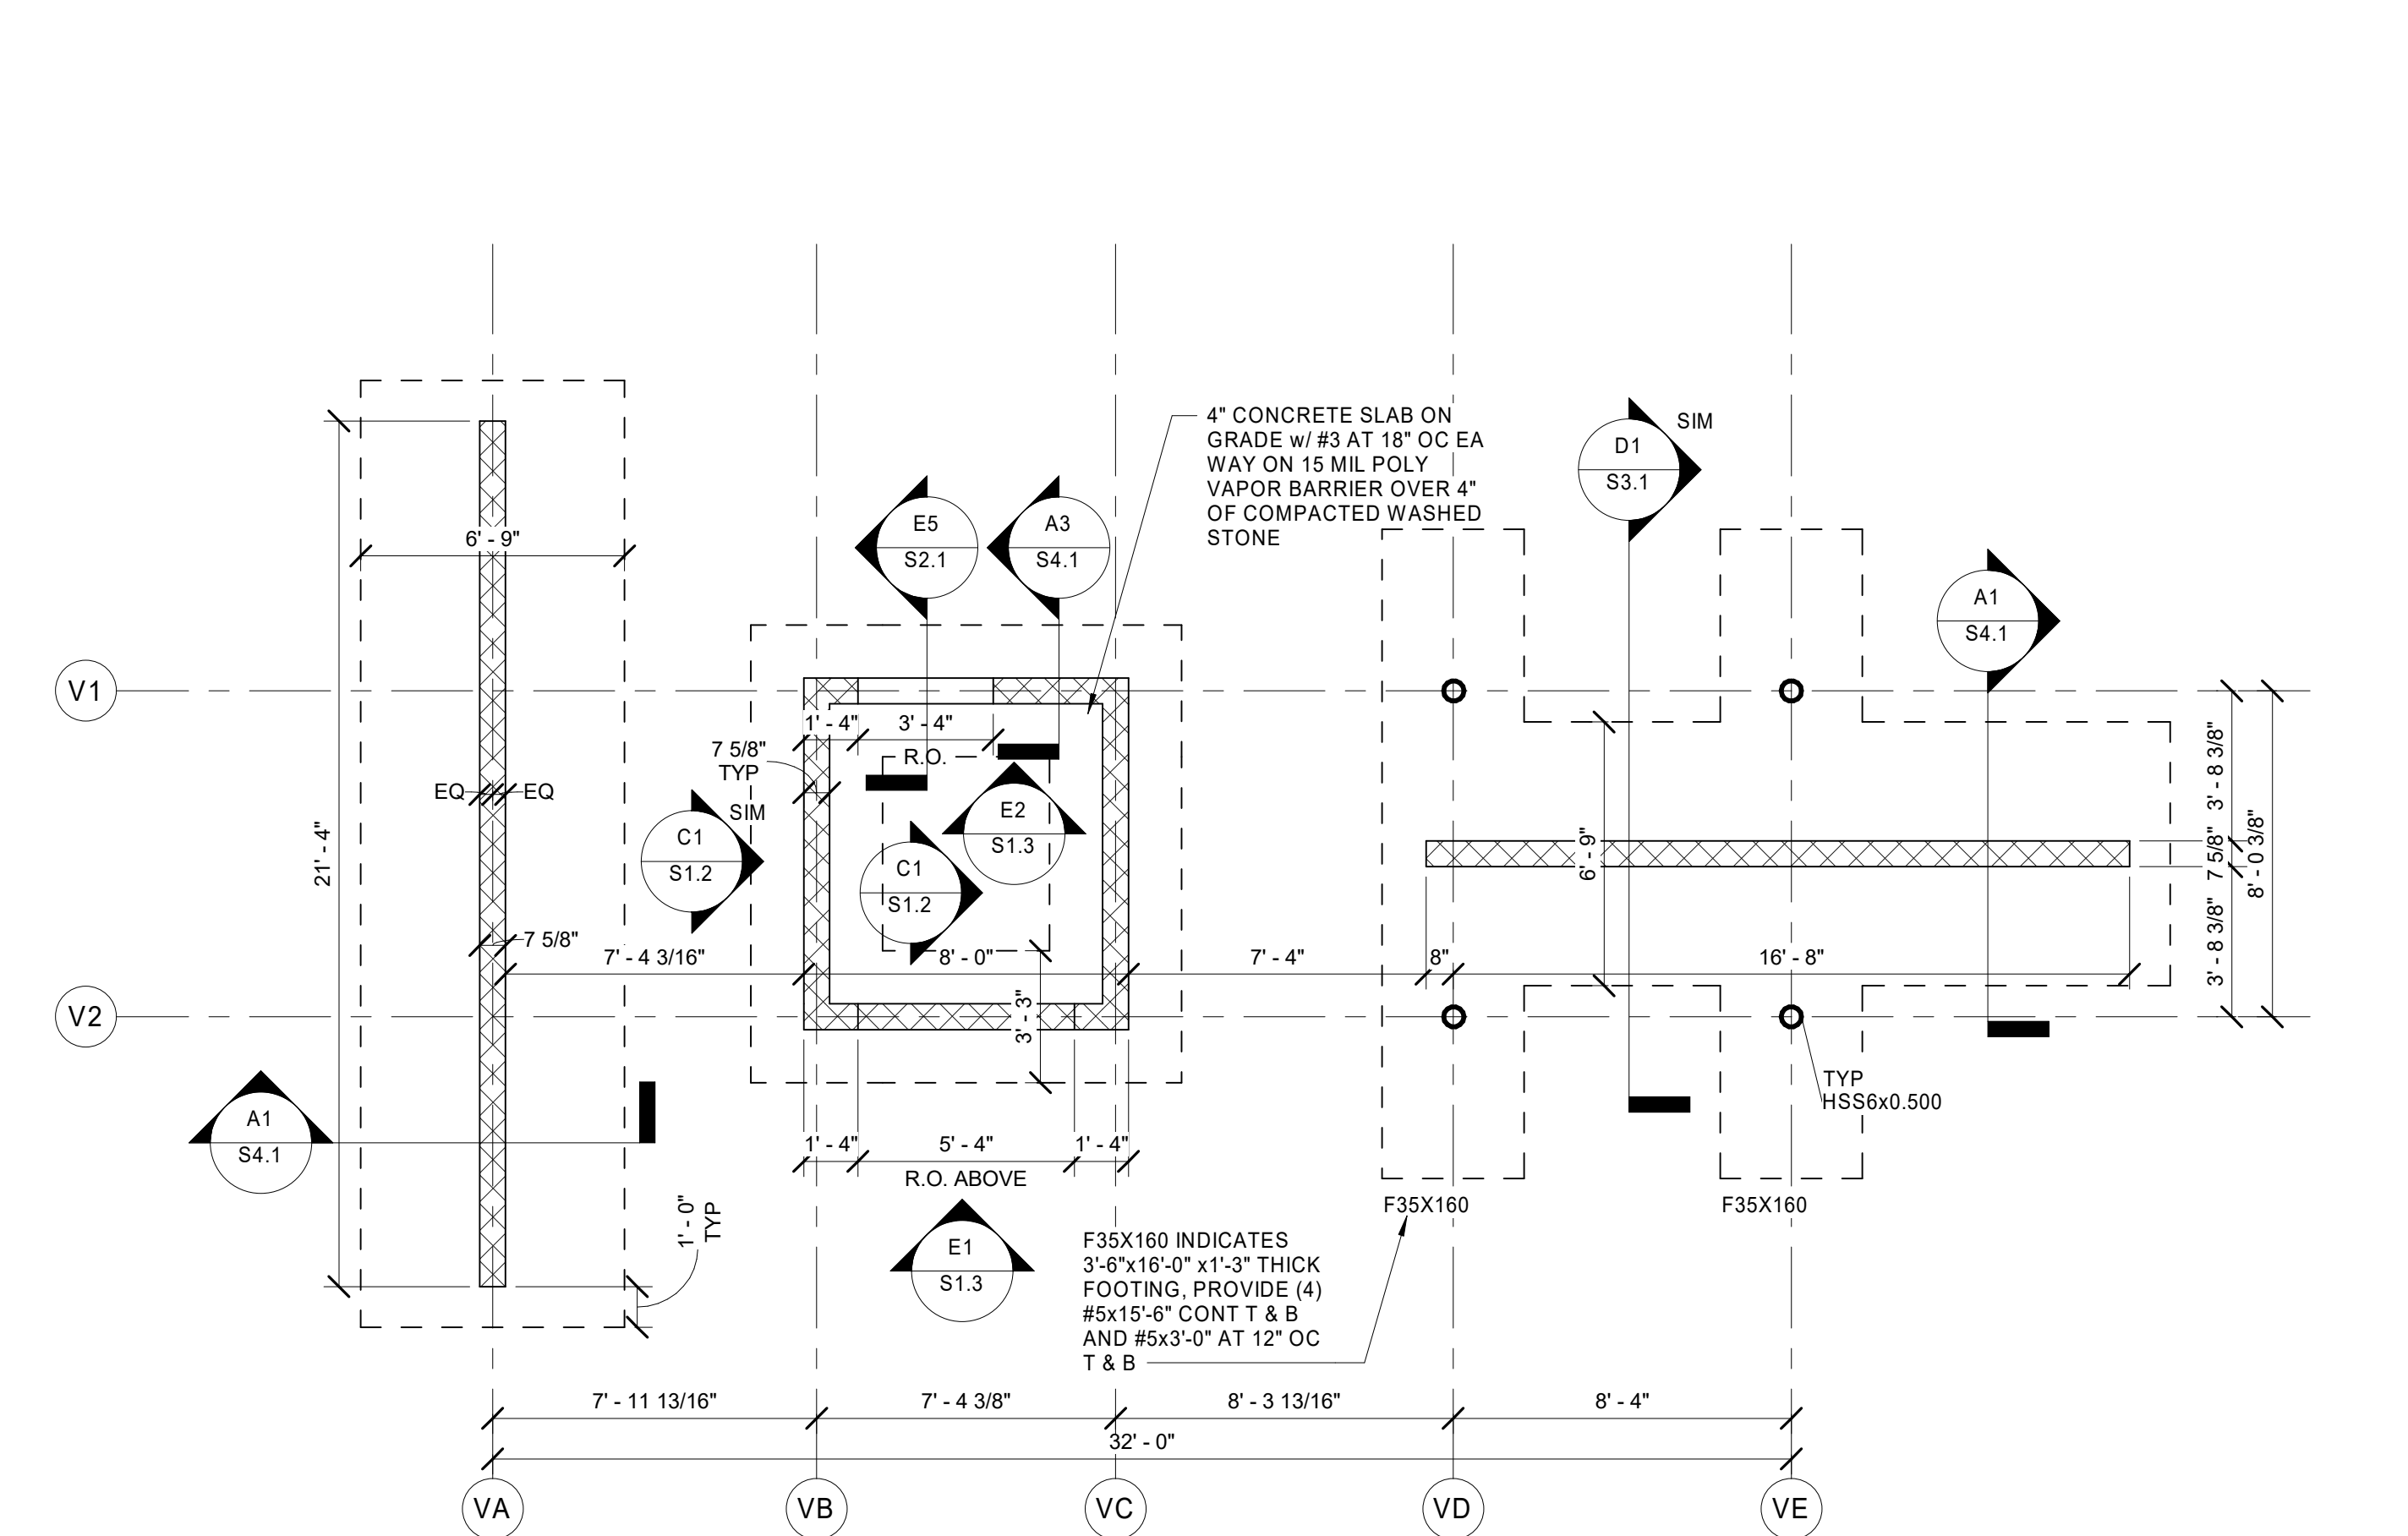 4" CONCRETE SLAB ON
GRADE w/ #3 AT 18" OC EA
WAY ON 15 MIL POLY
VAPOR BARRIER OVER 4"
OF COMPACTED WASHED
STONE
SIM
D1
S3.1
E5
S2.1
A3
S4.1
6' - 9"
A1
S4.1
V1
1' - 4"
3' - 4"
R.O.
7 5/8"
TYP
EQ
EQ
SIM
C1
S1.2
E2
S1.3
C1
S1.2
21' - 4"
6' - 9"
3' - 8 3/8"
7 5/8"
3' - 8 3/8"
8' - 0 3/8"
7 5/8"
7' - 4 3/16"
8' - 0"
7' - 4"
8"
16' - 8"
3' - 3"
V2
TYP
HSS6x0.500
A1
S4.1
1' - 4"
5' - 4"
1' - 4"
R.O. ABOVE
1' - 0"
TYP
F35X160
F35X160
E1
S1.3
F35X160 INDICATES
3'-6"x16'-0" x1'-3" THICK
FOOTING, PROVIDE (4)
#5x15'-6" CONT T & B
AND #5x3'-0" AT 12" OC
T & B
7' - 11 13/16"
7' - 4 3/8"
8' - 3 13/16"
8' - 4"
32' - 0"
VA
VB
VC
VD
VE